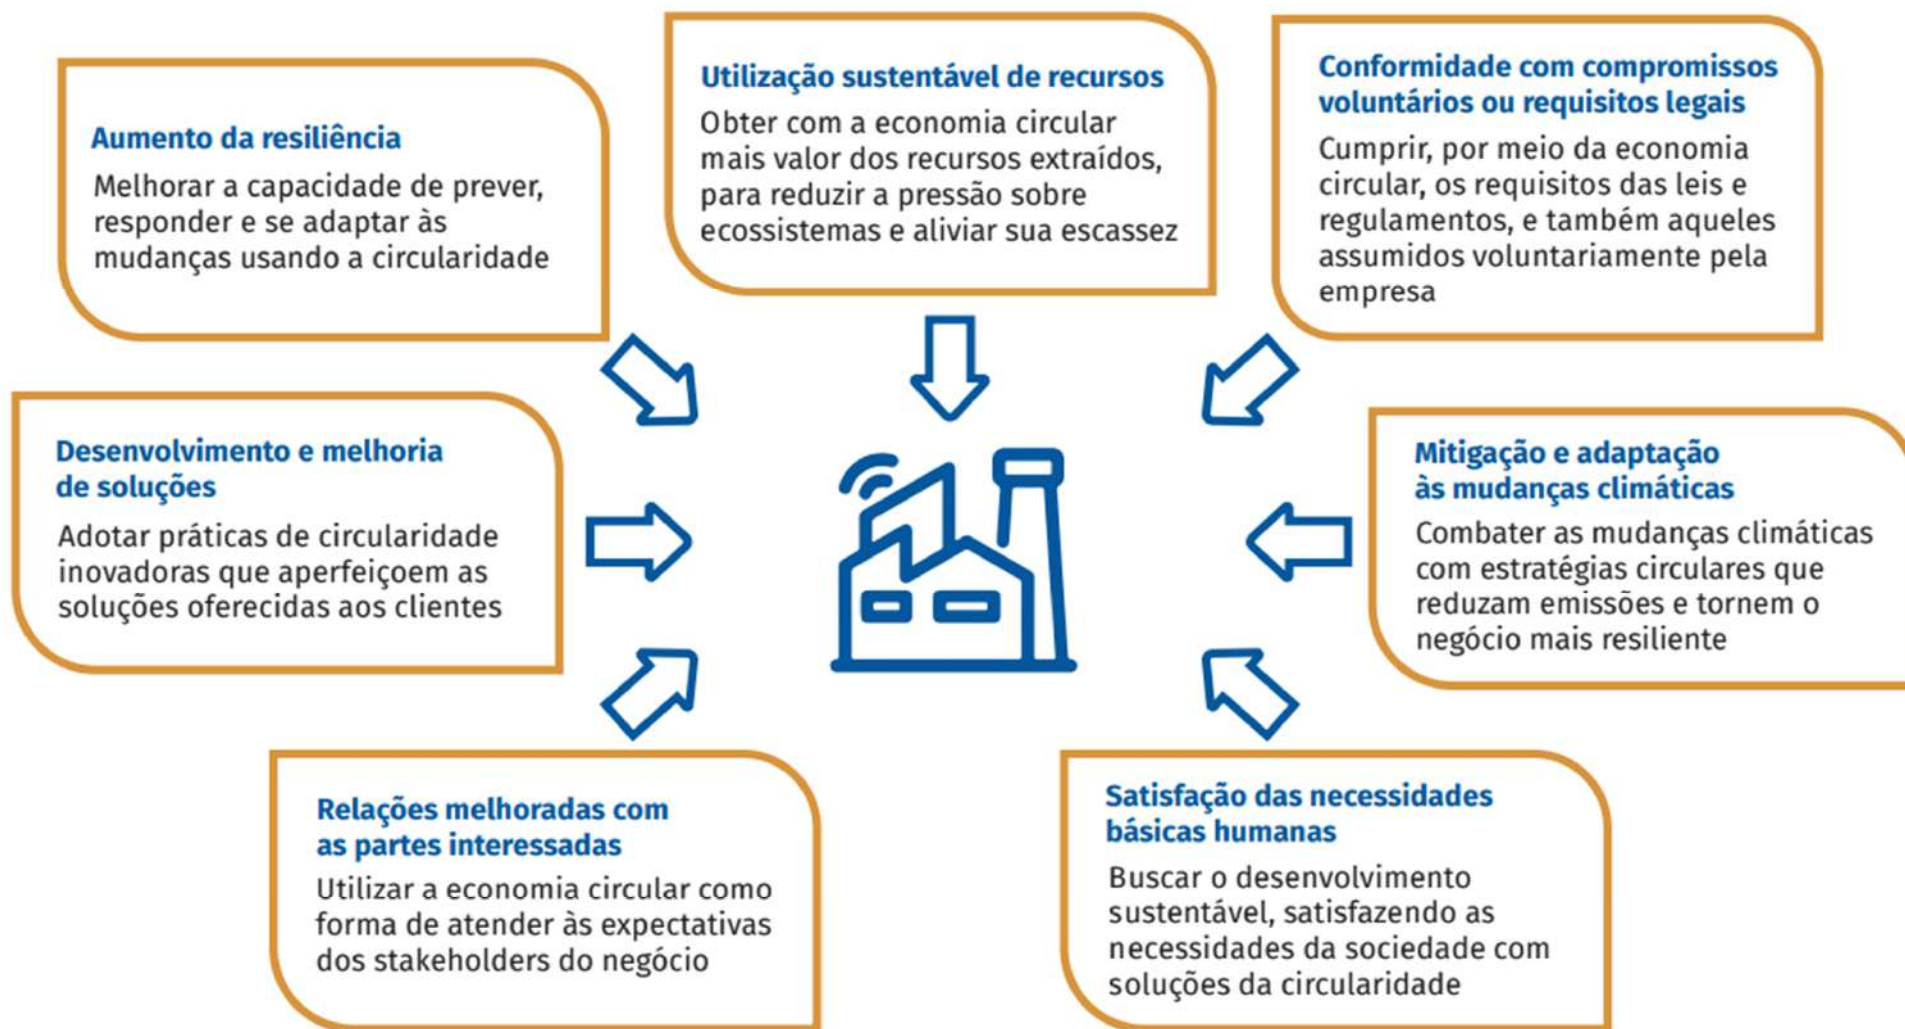 Aumento da resiliência
Melhorar a capacidade de prever,
responder e se adaptar às
mudanças usando a circularidade
Utilização sustentável de recursos
Obter com a economia circular
mais valor dos recursos extraídos,
para reduzir a pressão sobre
ecossistemas e aliviar sua escassez
Conformidade com compromissos
voluntários ou requisitos legais
Cumprir, por meio da economia
circular, os requisitos das leis e
regulamentos, e também aqueles
assumidos voluntariamente pela
empresa
Desenvolvimento e melhoria
de soluções
Adotar práticas de circularidade
inovadoras que aperfeiçoem as
soluções oferecidas aos clientes
Mitigação e adaptação
às mudanças climáticas
Combater as mudanças climáticas
com estratégias circulares que
reduzam emissões e tornem o
negócio mais resiliente
Relações melhoradas com
as partes interessadas
Utilizar a economia circular como
forma de atender às expectativas
dos stakeholders do negócio
Satisfação das necessidades
básicas humanas
Buscar o desenvolvimento
sustentável, satisfazendo as
necessidades da sociedade com
soluções da circularidade